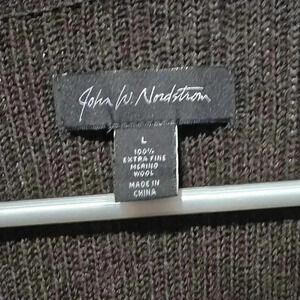 John W. Nordstrom
L
100%
EXTRA FINE
MERINO
WOOL
MADE IN
CHINA